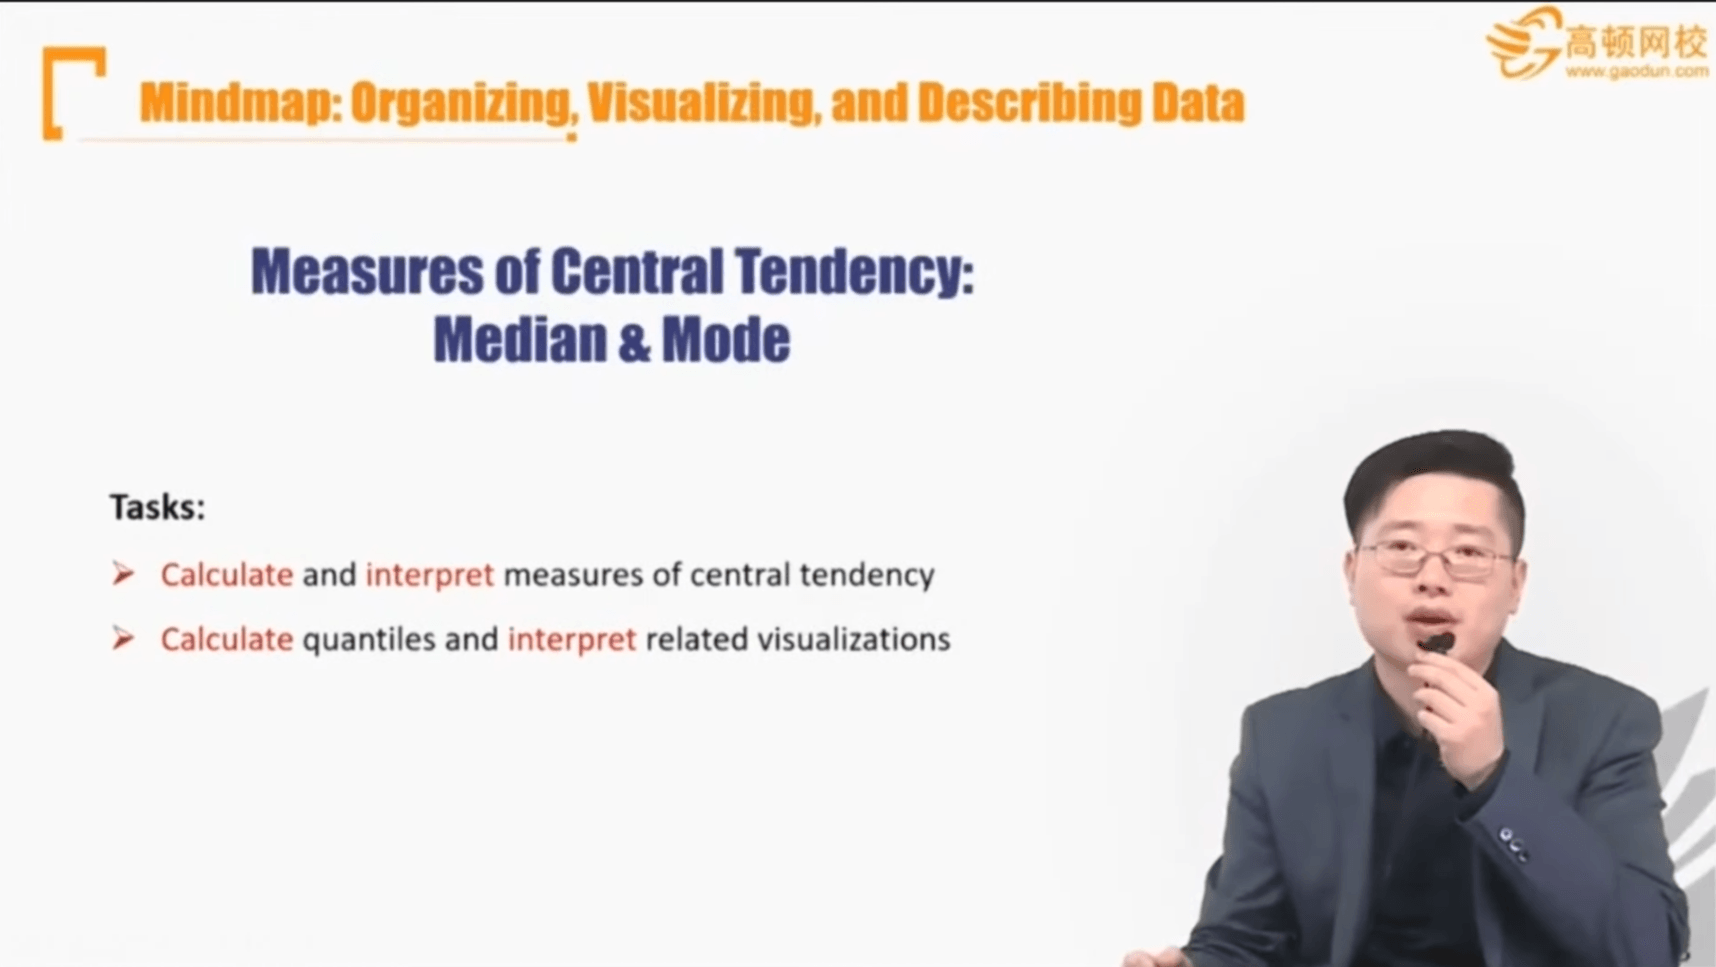 高顿网校
www.gaodun.com
Mindmap: Organizing, Visualizing, and Describing Data
Measures of Central Tendency:
Median & Mode
Tasks:
Calculate and interpret measures of central tendency
Calculate quantiles and interpret related visualizations